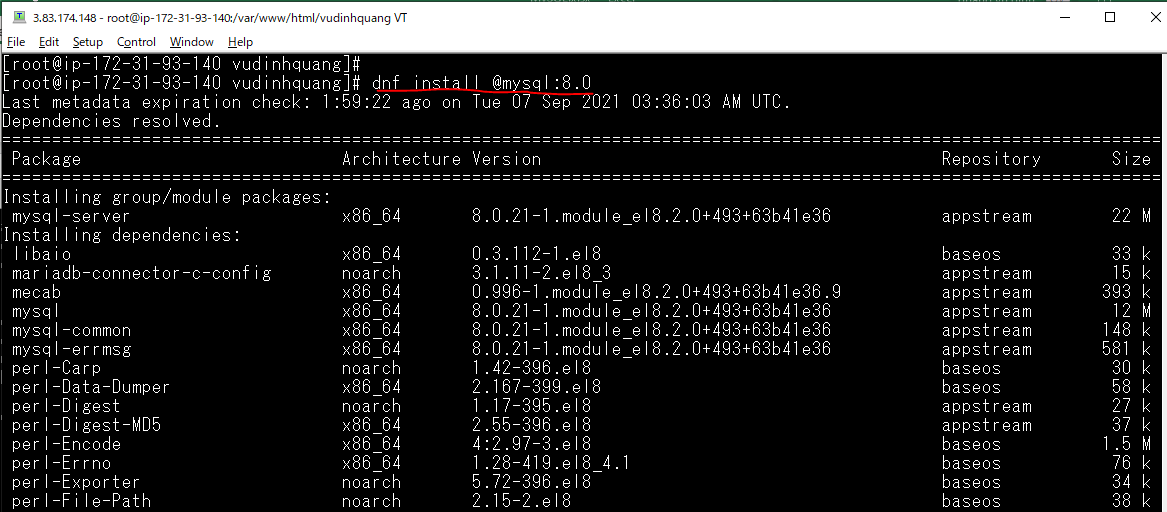 3.83.174.148 - root@ip-172-31-93-140:/var/www/html/vudinhquang VT
File Edit Setup Control Window Help
[root@ip-172-31-93-140 vudinhquang]#
[root@ip-172-31-93-140 vudinhquang]# dnf install @mysql:8.0
Last metadata expiration check: 1:59:22 ago on Tue 07 Sep 2021 03:36:03 AM UTC.
Dependencies resolved.
Package Architecture Version Repository Size
Installing group/module packages:
mysql-server x86_64 8.0.21-1.module_el8.2.0+493+63b41e36 appstream 22 M
Installing dependencies:
libaio x86_64 0.3.112-1.el8 baseos 33 k
mariadb-connector-c-config noarch 3.1.11-2.el8_3 appstream 15 k
mecab x86_64 0.996-1.module_el8.2.0+493+63b41e36.9 appstream 393 k
mysql x86_64 8.0.21-1.module_el8.2.0+493+63b41e36 appstream 12 M
mysql-common x86_64 8.0.21-1.module_el8.2.0+493+63b41e36 appstream 148 k
mysql-errmsg x86_64 8.0.21-1.module_el8.2.0+493+63b41e36 appstream 581 k
perl-Carp noarch 1.42-396.el8 baseos 30 k
perl-Data-Dumper x86_64 2.167-399.el8 baseos 58 k
perl-Digest noarch 1.17-395.el8 appstream 27 k
perl-Digest-MD5 x86_64 2.55-396.el8 appstream 37 k
perl-Encode x86_64 4:2.97-3.el8 baseos 1.5 M
perl-Errno x86_64 1.28-419.el8_4.1 baseos 76 k
perl-Exporter noarch 5.72-396.el8 baseos 34 k
perl-File-Path noarch 2.15-2.el8 baseos 38 k